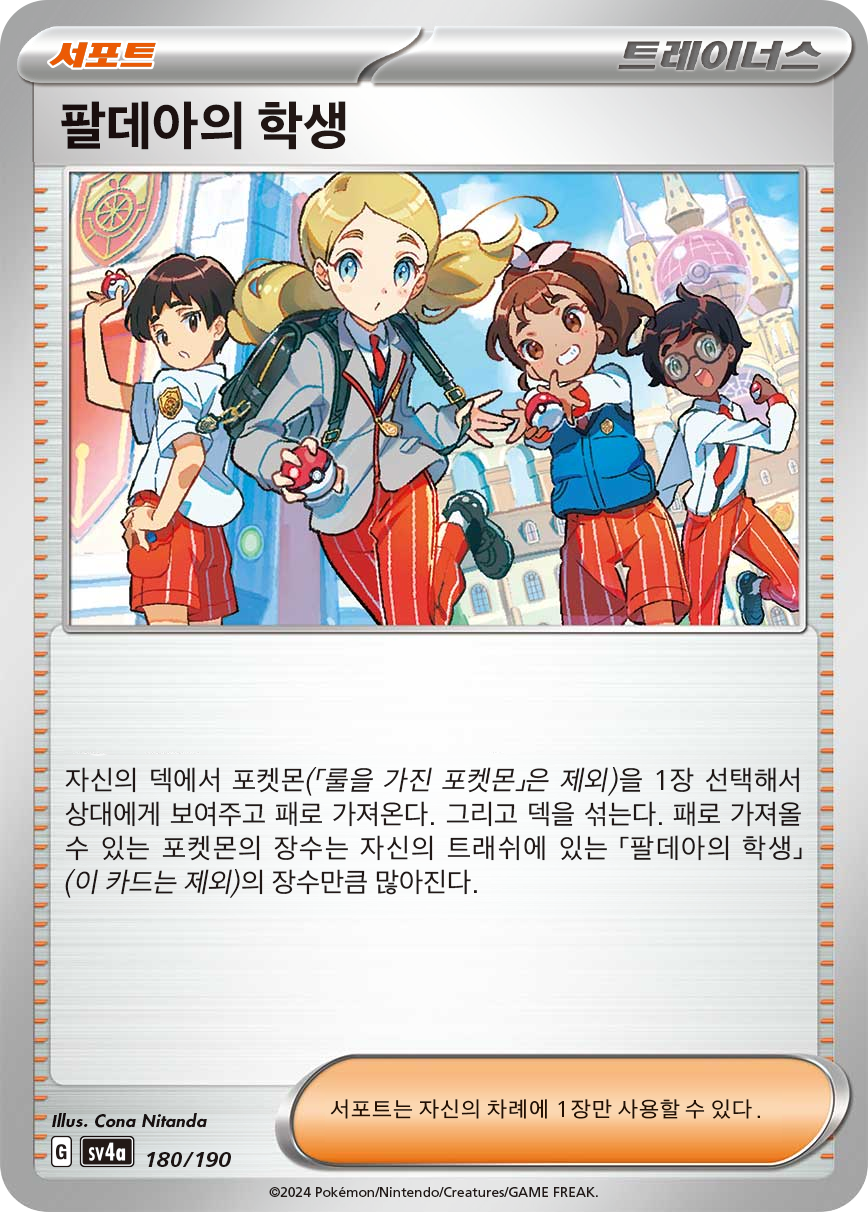 서포트
트레이너스
팔데아의 학생
자신의 덱에서 포켓몬(「룰을 가진 포켓몬」은 제외)을 1장 선택해서
상대에게 보여주고 패로 가져온다. 그리고 덱을 섞는다. 패로 가져올
수 있는 포켓몬의 장수는 자신의 트래쉬에 있는 「팔데아의 학생」
(이 카드는 제외)의 장수만큼 많아진다.
서포트는 자신의 차례에 1장만 사용할 수 있다.
Illus. Cona Nitanda
G sv4a 180/190
©2024 Pokémon/Nintendo/Creatures/GAME FREAK.